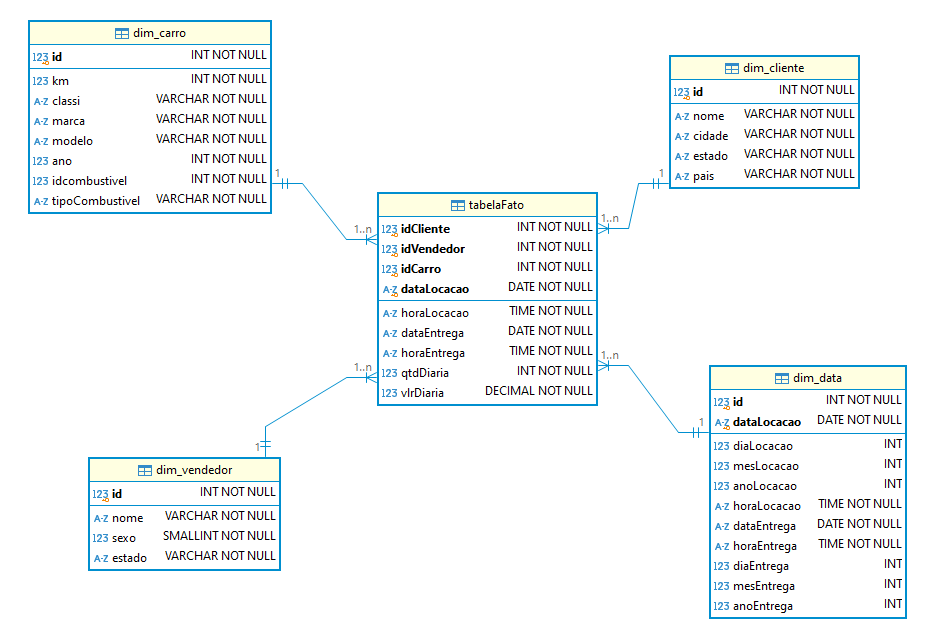 dim_carro
123 id INT NOT NULL
123 km INT NOT NULL
A-Z classi VARCHAR NOT NULL
A-Z marca VARCHAR NOT NULL
A-Z modelo VARCHAR NOT NULL
123 ano INT NOT NULL
123 idcombustivel INT NOT NULL
A-Z tipoCombustivel VARCHAR NOT NULL
1
1..n
dim_cliente
123 id INT NOT NULL
A-Z nome VARCHAR NOT NULL
A-Z cidade VARCHAR NOT NULL
A-Z estado VARCHAR NOT NULL
A-Z pais VARCHAR NOT NULL
1
1..n
tabelaFato
123 idCliente INT NOT NULL
123 idVendedor INT NOT NULL
123 idCarro INT NOT NULL
A-Z dataLocacao DATE NOT NULL
A-Z horaLocacao TIME NOT NULL
A-Z dataEntrega DATE NOT NULL
A-Z horaEntrega TIME NOT NULL
123 qtdDiaria INT NOT NULL
123 vlrDiaria DECIMAL NOT NULL
1..n
1
1..n
1
dim_vendedor
123 id INT NOT NULL
A-Z nome VARCHAR NOT NULL
123 sexo SMALLINT NOT NULL
A-Z estado VARCHAR NOT NULL
dim_data
123 id INT NOT NULL
A-Z dataLocacao DATE NOT NULL
123 diaLocacao INT
123 mesLocacao INT
123 anoLocacao INT
A-Z horaLocacao TIME NOT NULL
A-Z dataEntrega DATE NOT NULL
A-Z horaEntrega TIME NOT NULL
123 diaEntrega INT
123 mesEntrega INT
123 anoEntrega INT